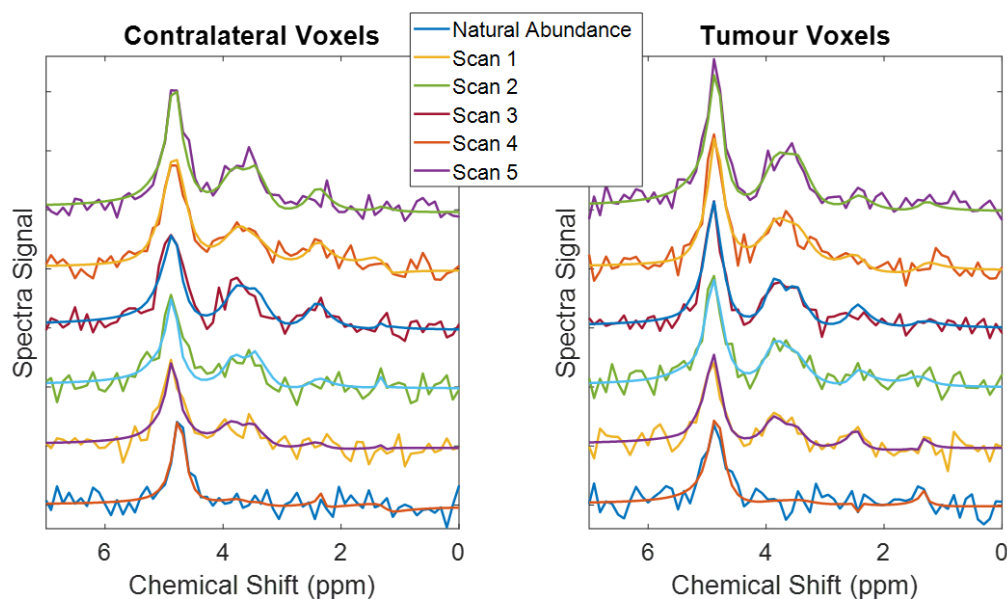 Contralateral Voxels
Natural Abundance
Scan 1
Scan 2
Scan 3
Scan 4
Scan 5
Tumour Voxels
Spectra Signal
6
4
2
0
Chemical Shift (ppm)
Spectra Signal
6
4
2
0
Chemical Shift (ppm)